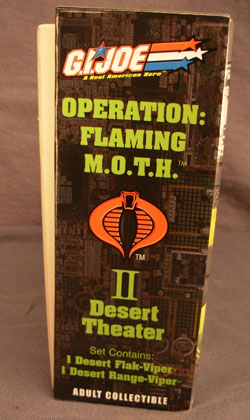 G.I.JOE
A Real American Hero
OPERATION:
FLAMING
M.O.T.H.™
TM
II
Desert
Theater
Set Contains:
1 Desert Flak-Viper
1 Desert Range-Viper
ADULT COLLECTIBLE